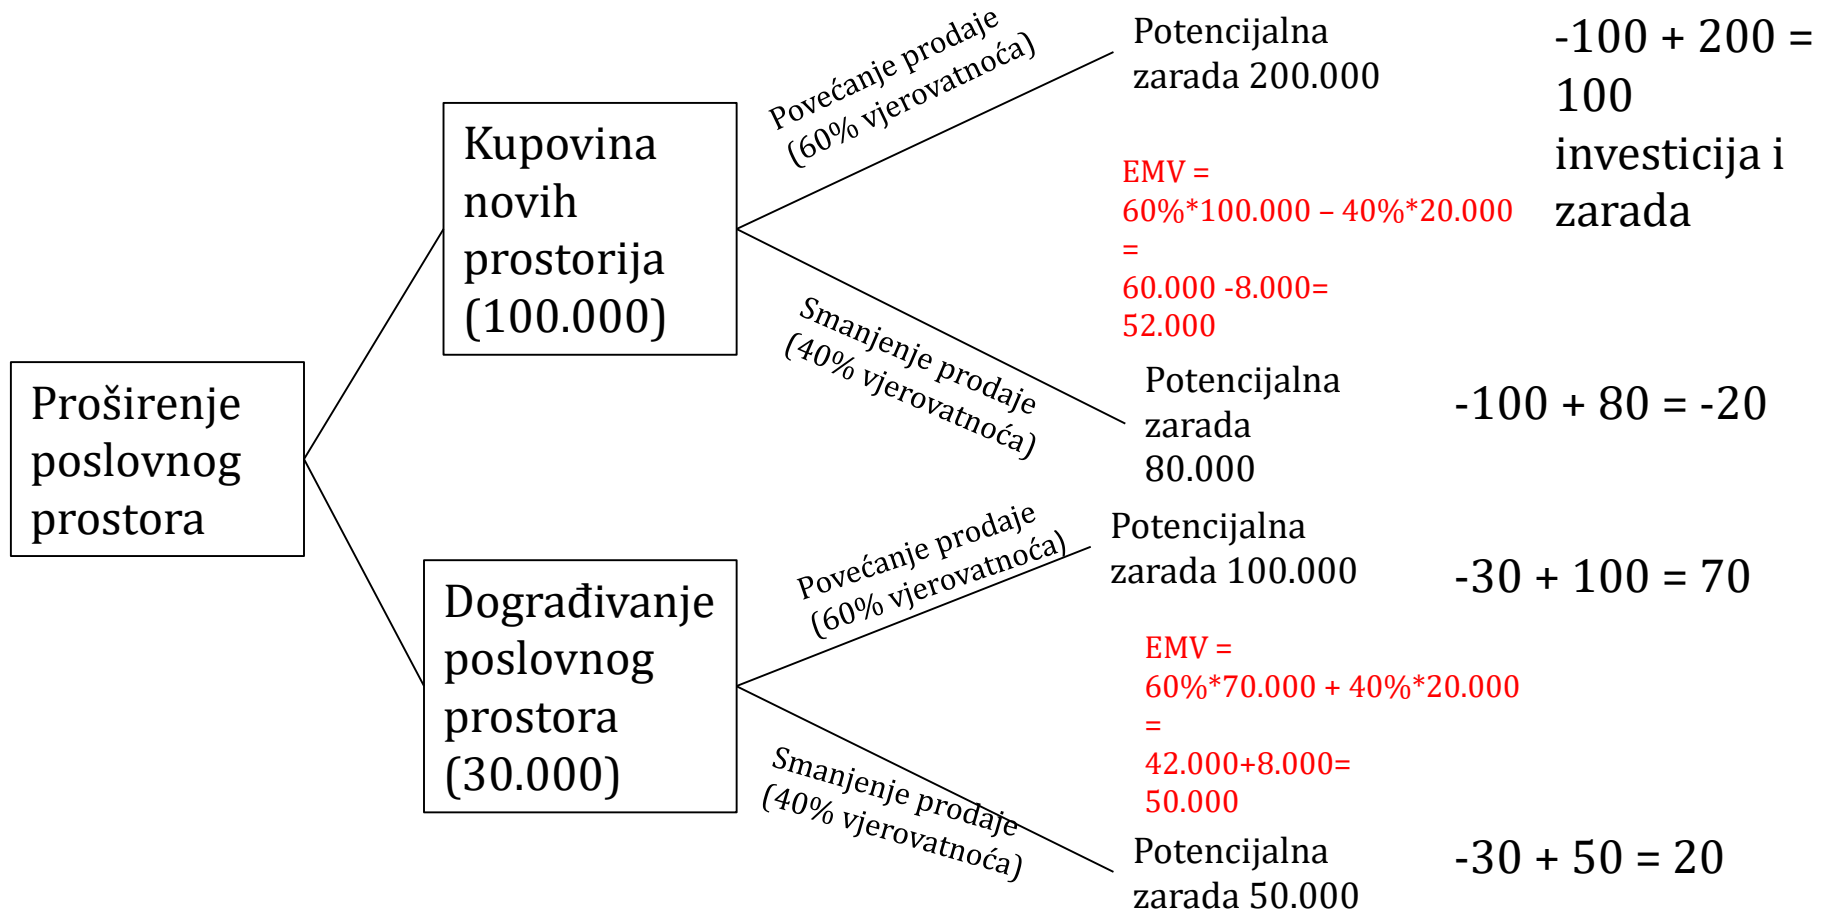 Proširenje
poslovnog
prostora
Kupovina
novih
prostorija
(100.000)
Povećanje prodaje
(60% vjerovatnoća)
Potencijalna
zarada 200.000
-100 + 200 =
100
investicija i
zarada
EMV =
60%*100.000 – 40%*20.000
=
60.000 -8.000=
52.000
Smanjenje prodaje
(40% vjerovatnoća)
Potencijalna
zarada
80.000
-100 + 80 = -20
Dograđivanje
poslovnog
prostora
(30.000)
Povećanje prodaje
(60% vjerovatnoća)
Potencijalna
zarada 100.000
-30 + 100 = 70
EMV =
60%*70.000 + 40%*20.000
=
42.000+8.000=
50.000
Smanjenje prodaje
(40% vjerovatnoća)
Potencijalna
zarada 50.000
-30 + 50 = 20